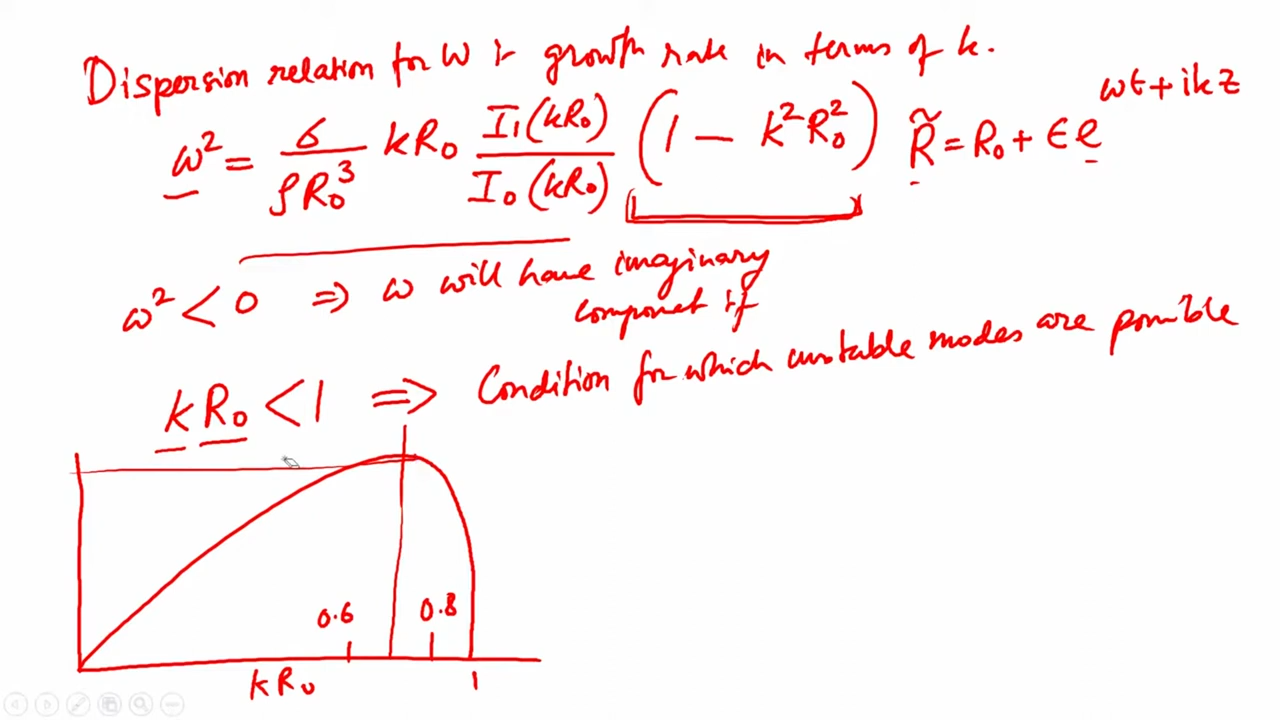 Dispersion relation for ω is growth rate in terms of k.
ω² = σ/ρR₀³ kR₀ I₁(kR₀)/I₀(kR₀) (1 − k²R₀²) R̃ = R₀ + ϵ e^(ωt + ikz)
ω² < 0 ⇒ ω will have imaginary
componet if
kR₀ < 1 ⇒ Condition for which unstable modes are possible
0.6 0.8
kR₀ 1